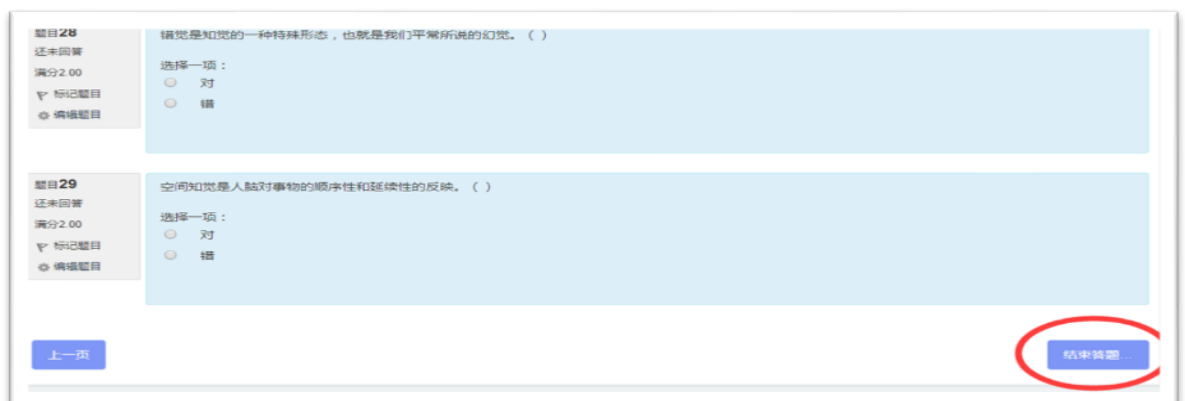 题目28
错觉是知觉的一种特殊形态，也就是我们平常所说的幻觉。（ ）
还未回答
选择一项：
满分2.00
对
标记题目
错
编辑题目
题目29
空间知觉是人脑对事物的顺序性和延续性的反映。（ ）
还未回答
选择一项：
满分2.00
对
标记题目
错
编辑题目
上一页
结束答题...